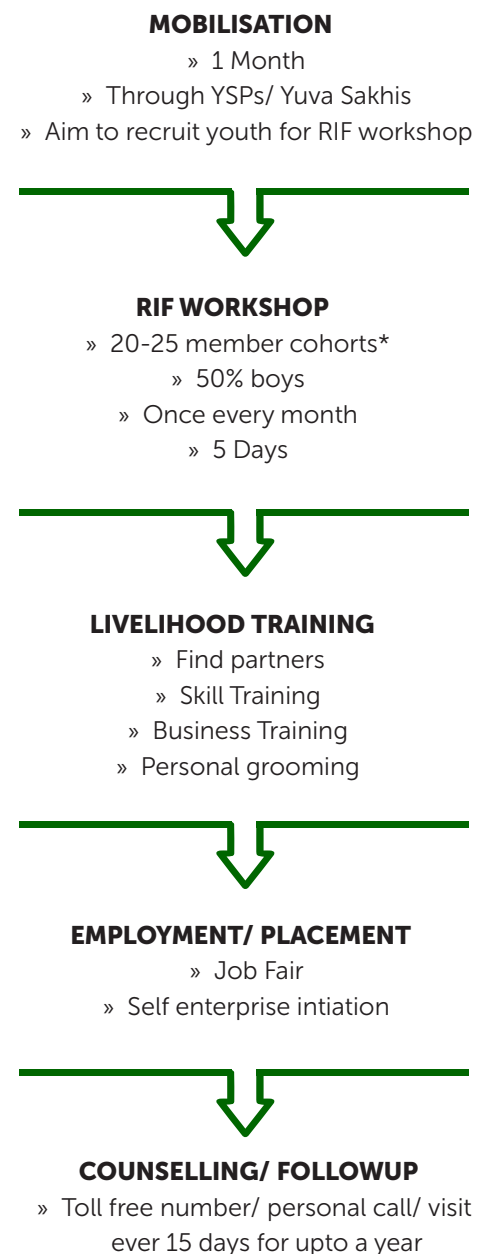 MOBILISATION
» 1 Month
» Through YSPs/ Yuva Sakhis
» Aim to recruit youth for RIF workshop
RIF WORKSHOP
» 20-25 member cohorts*
» 50% boys
» Once every month
» 5 Days
LIVELIHOOD TRAINING
» Find partners
» Skill Training
» Business Training
» Personal grooming
EMPLOYMENT/ PLACEMENT
» Job Fair
» Self enterprise intiation
COUNSELLING/ FOLLOWUP
» Toll free number/ personal call/ visit
ever 15 days for upto a year